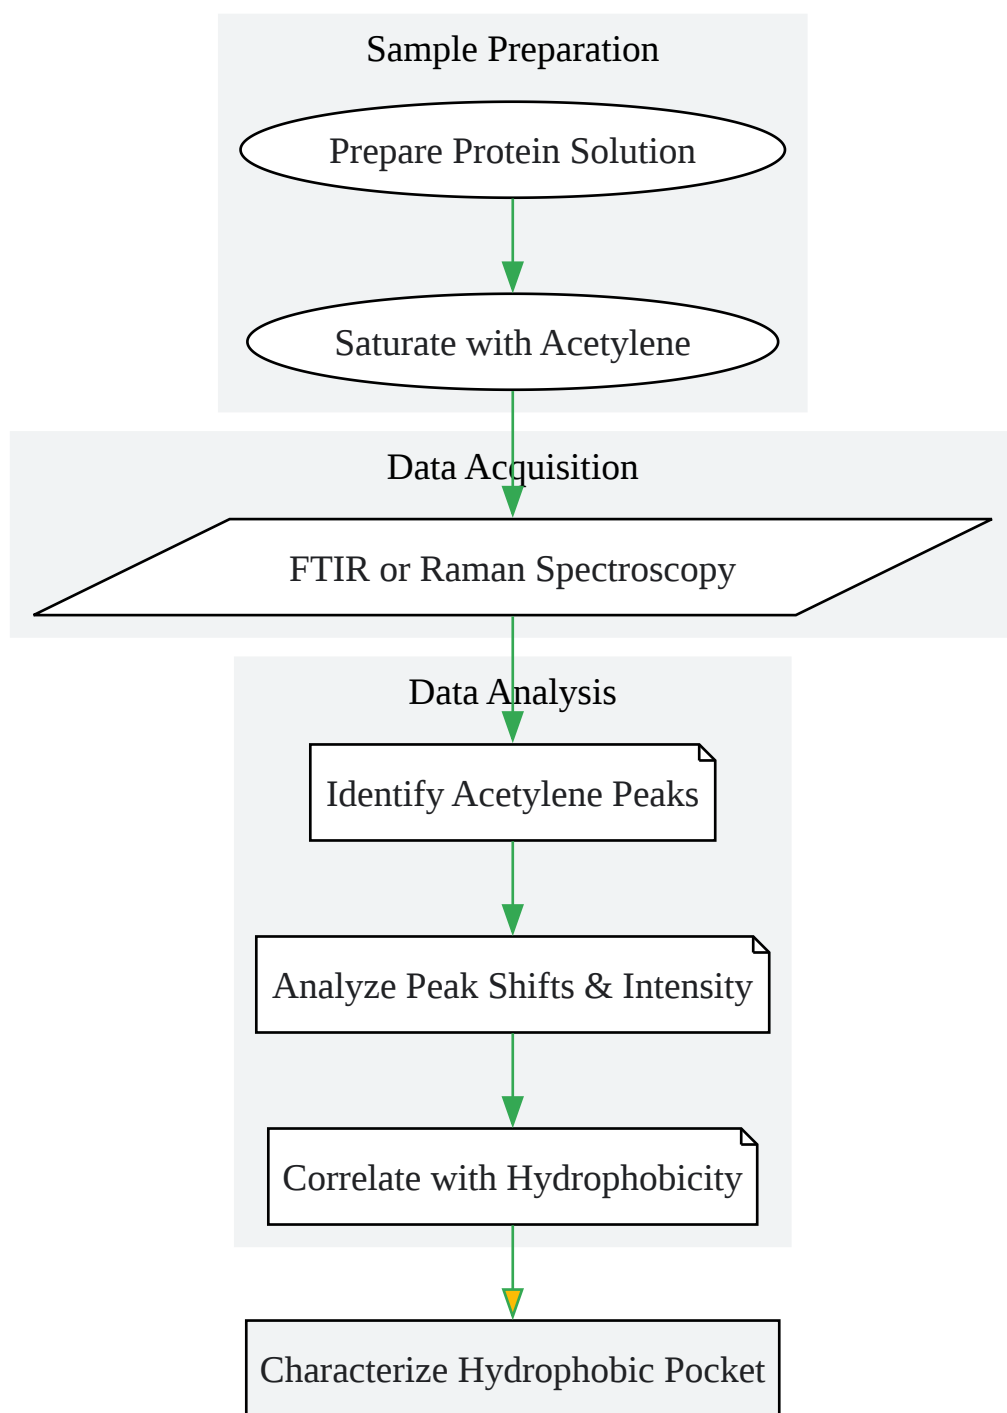 Sample Preparation
Prepare Protein Solution
Saturate with Acetylene
Data Acquisition
FTIR or Raman Spectroscopy
Data Analysis
Identify Acetylene Peaks
Analyze Peak Shifts & Intensity
Correlate with Hydrophobicity
Characterize Hydrophobic Pocket